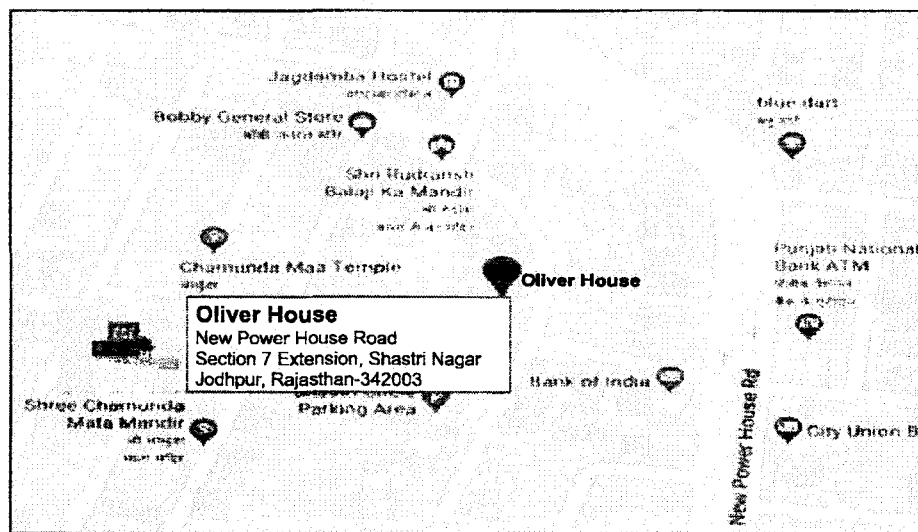 Jagdamba Hostel
Bobby General Store
blue dart
Shri Rudransh
Balaji Ka Mandir
Punjab National
Bank ATM
Chamunda Maa Temple
Oliver House
Oliver House
New Power House Road
Section 7 Extension, Shastri Nagar
Jodhpur, Rajasthan-342003
Bank of India
Parking Area
Shree Chamunda
Mata Mandir
New Power House Rd
City Union B